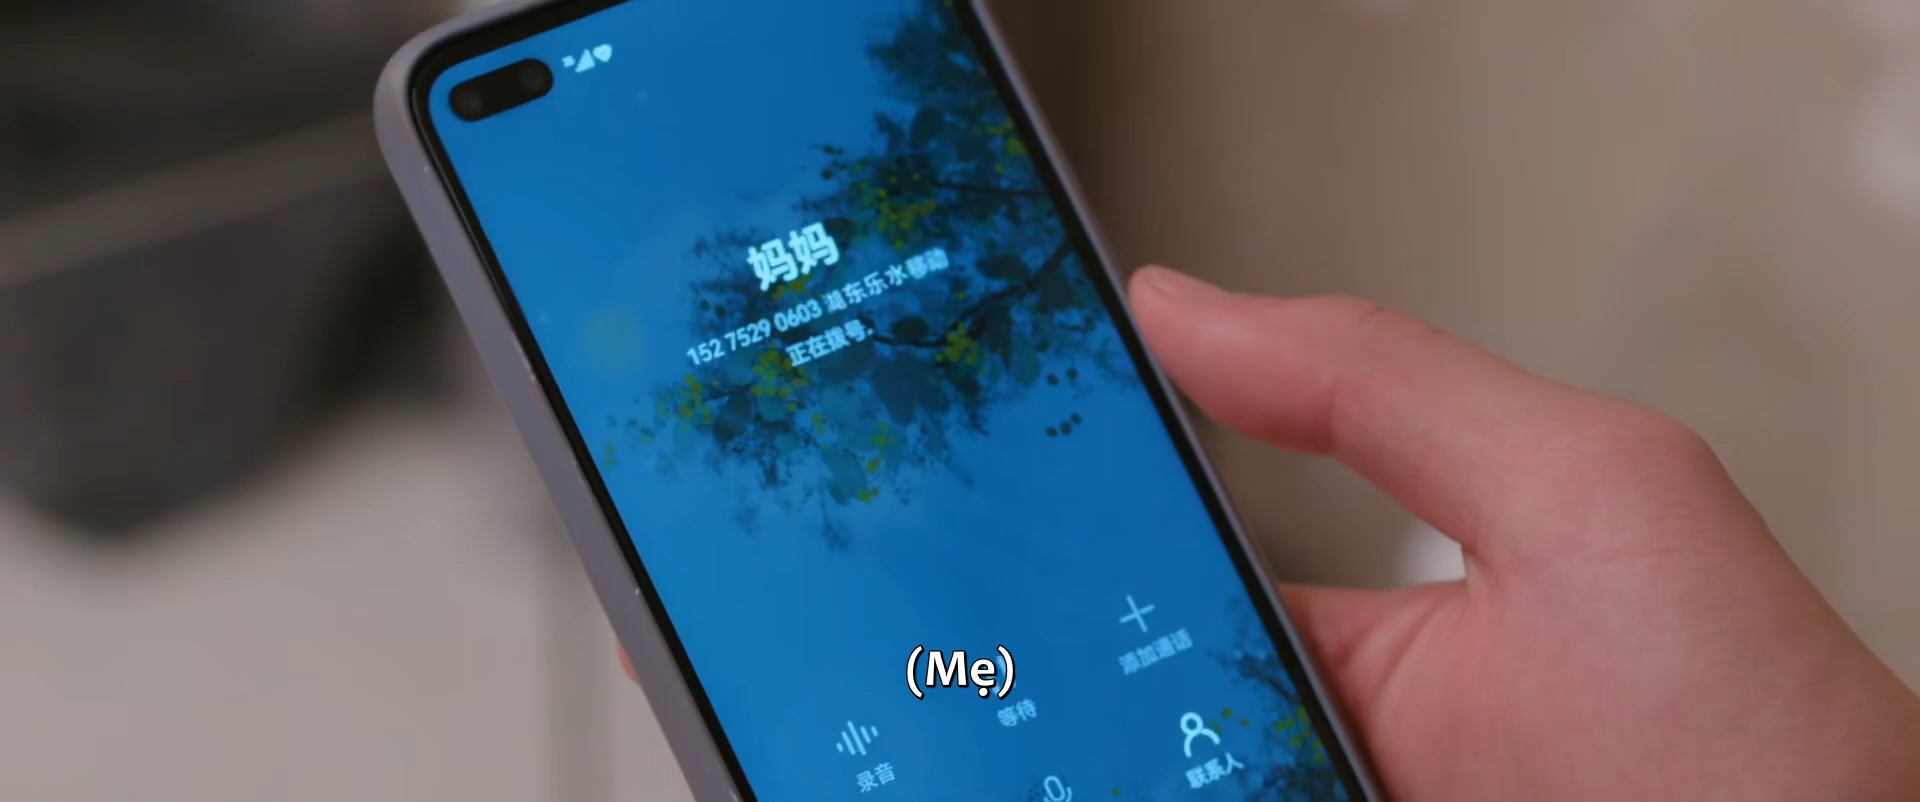 妈妈
152 7529 0603 湖东乐水移动
正在拨号.
添加通话
(Mẹ)
等待
录音
联系人